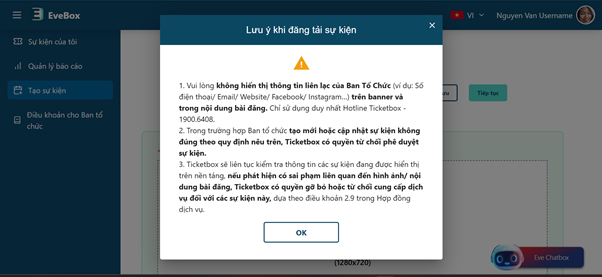 EveBox
VI
Nguyen Van Username
Sự kiện của tôi
Quản lý báo cáo
Tạo sự kiện
Điều khoản cho Ban tổ
chức
Lưu ý khi đăng tải sự kiện
1. Vui lòng không hiển thị thông tin liên lạc của Ban Tổ Chức (ví dụ: Số
điện thoại/ Email/ Website/ Facebook/ Instagram...) trên banner và
trong nội dung bài đăng. Chỉ sử dụng duy nhất Hotline Ticketbox -
1900.6408.
2. Trong trường hợp Ban tổ chức tạo mới hoặc cập nhật sự kiện không
đúng theo quy định nêu trên, Ticketbox có quyền từ chối phê duyệt
sự kiện.
3. Ticketbox sẽ liên tục kiểm tra thông tin các sự kiện đang được hiển thị
trên nền tảng, nếu phát hiện có sai phạm liên quan đến hình ảnh/ nội
dung bài đăng, Ticketbox có quyền gỡ bỏ hoặc từ chối cung cấp dịch
vụ đối với các sự kiện này, dựa theo điều khoản 2.9 trong Hợp đồng
dịch vụ.
OK
Tiếp tục
(1280x720)
Eve Chatbox